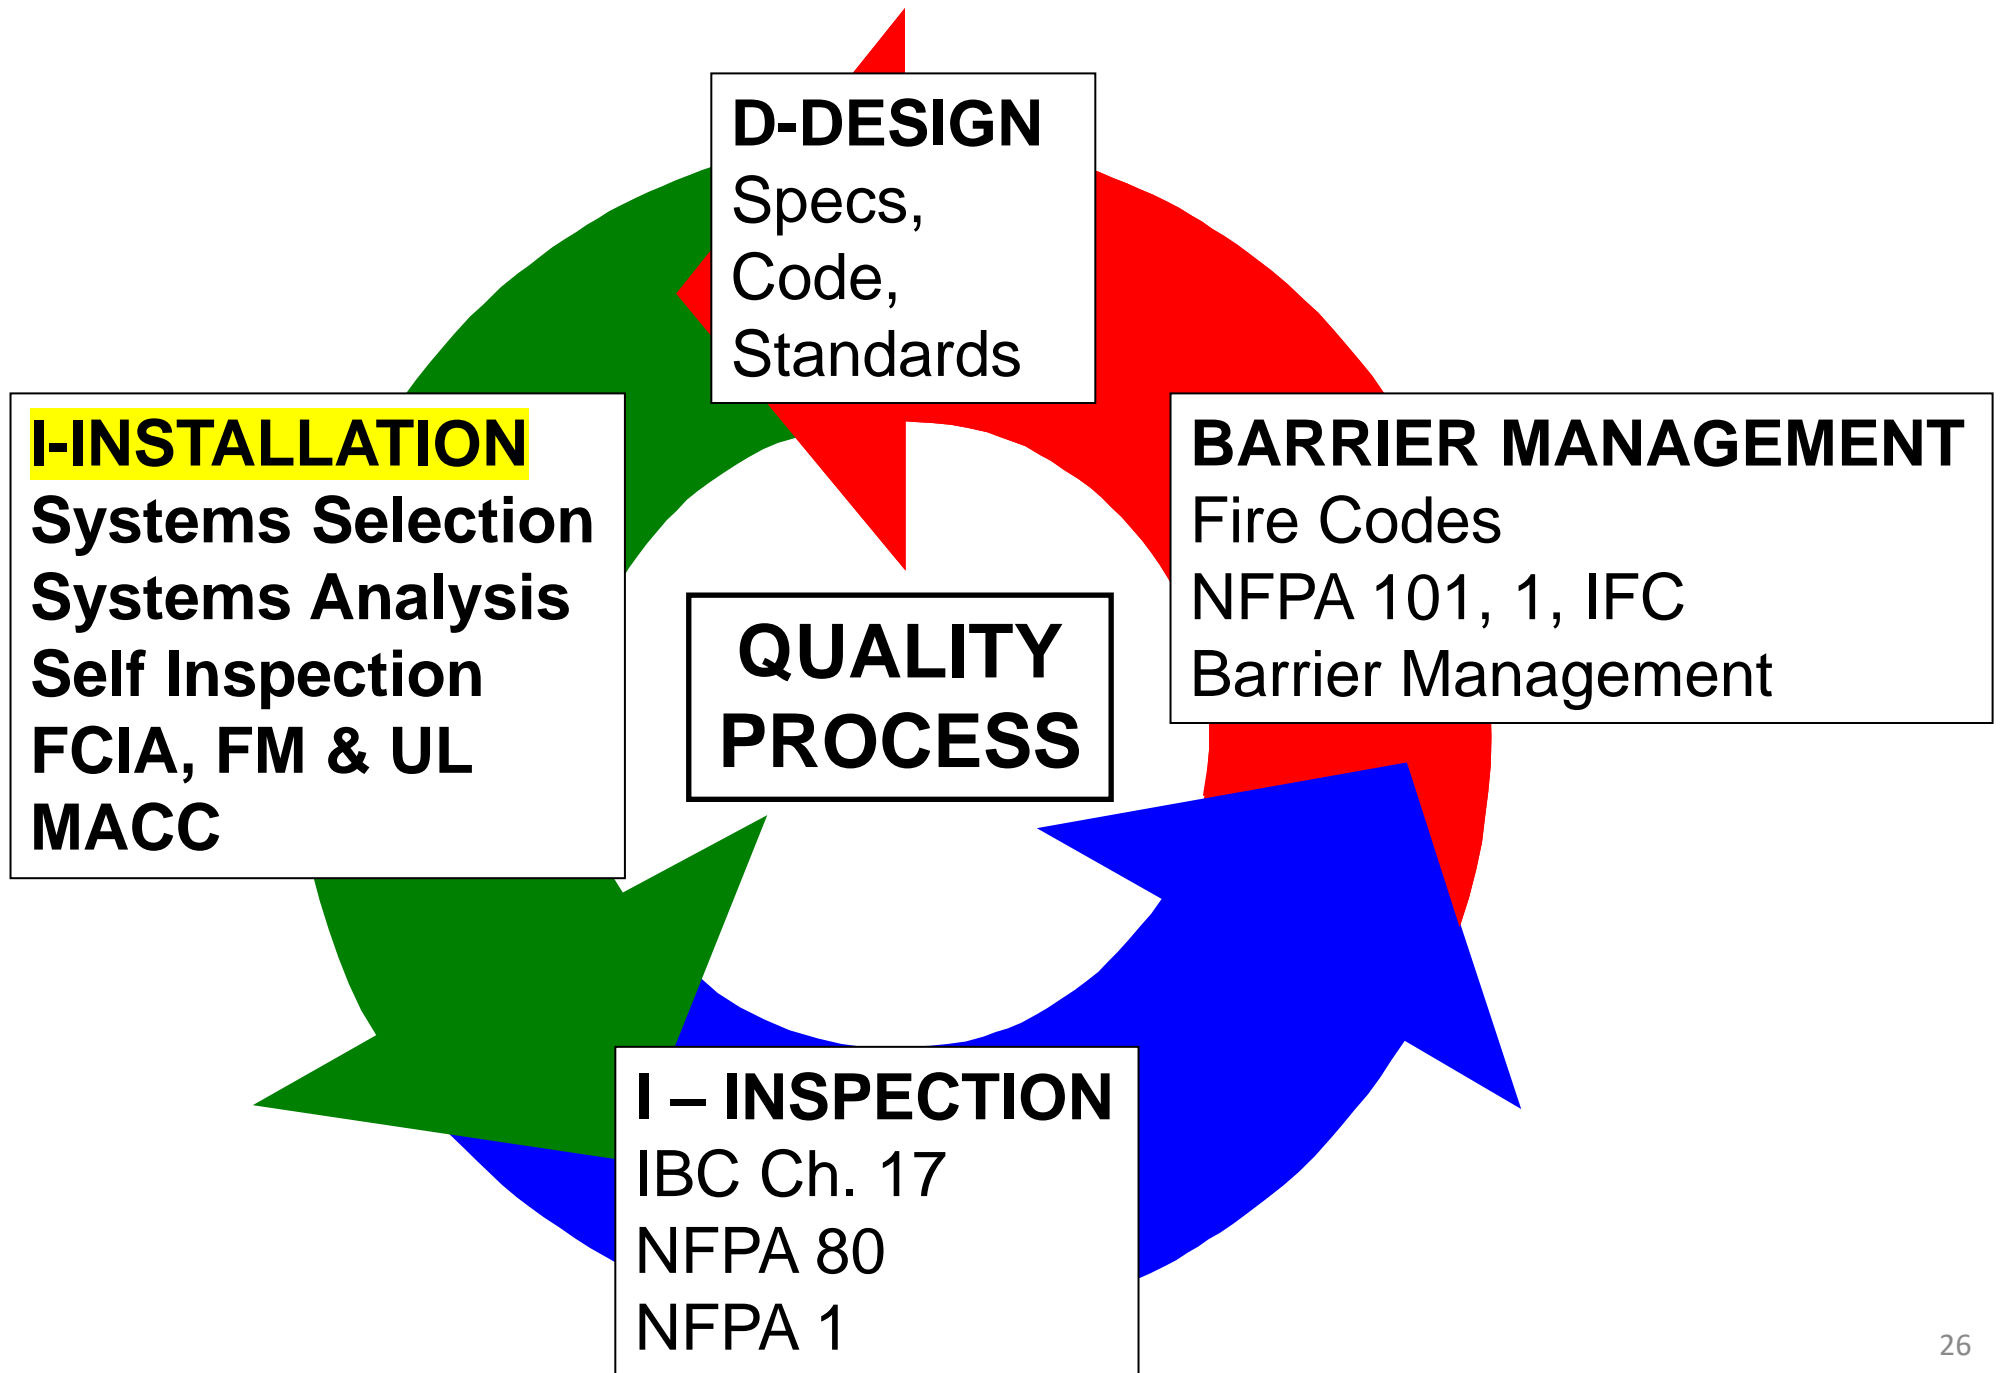 D-DESIGN
Specs,
Code,
Standards
I-INSTALLATION
Systems Selection
Systems Analysis
Self Inspection
FCIA, FM & UL
MACC
BARRIER MANAGEMENT
Fire Codes
NFPA 101, 1, IFC
Barrier Management
QUALITY
PROCESS
I – INSPECTION
IBC Ch. 17
NFPA 80
NFPA 1
26